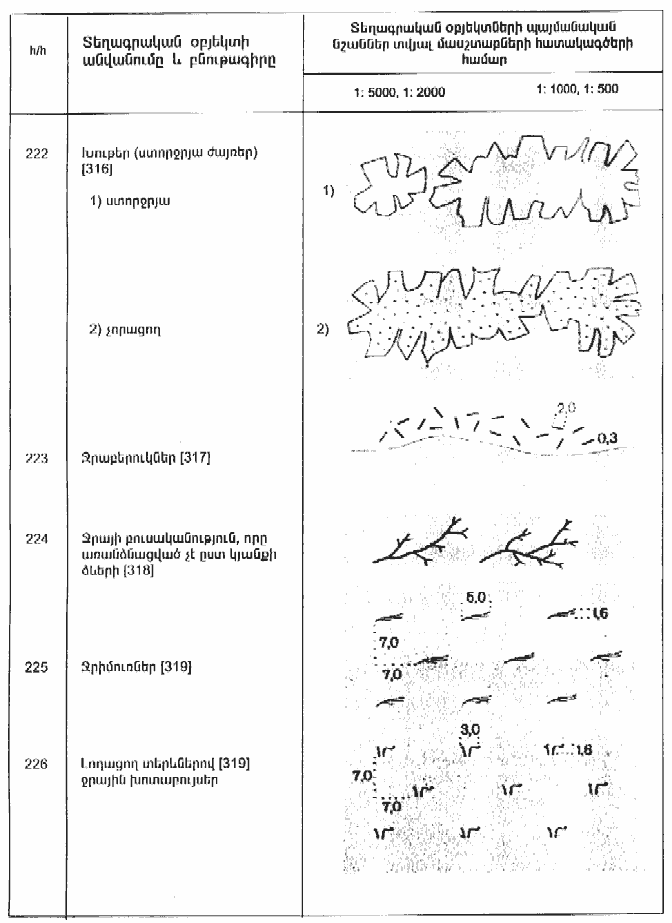 h/h
Տեղագրական օբյեկտի
անվանումը և բնութագիրը
Տեղագրական օբյեկտների պայմանական
նշաններ տվյալ մասշտաբների հատակագծերի
համար
1: 5000, 1: 2000
1: 1000, 1: 500
222
Խութեր (ստորջրյա ժայռեր)
[316]
1) ստորջրյա
1)
2) չորացող
2)
2,0
0,3
223
Ջրաբերուկներ [317]
224
Ջրայի բուսականություն, որը
առանձնացված չէ ըստ կյանքի
ձևերի [318]
5,0
1,6
7,0
7,0
225
Ջրիմուռներ [319]
3,0
1,6
7,0
7,0
226
Լողացող տերևներով [319]
ջրային խոտաբույսեր